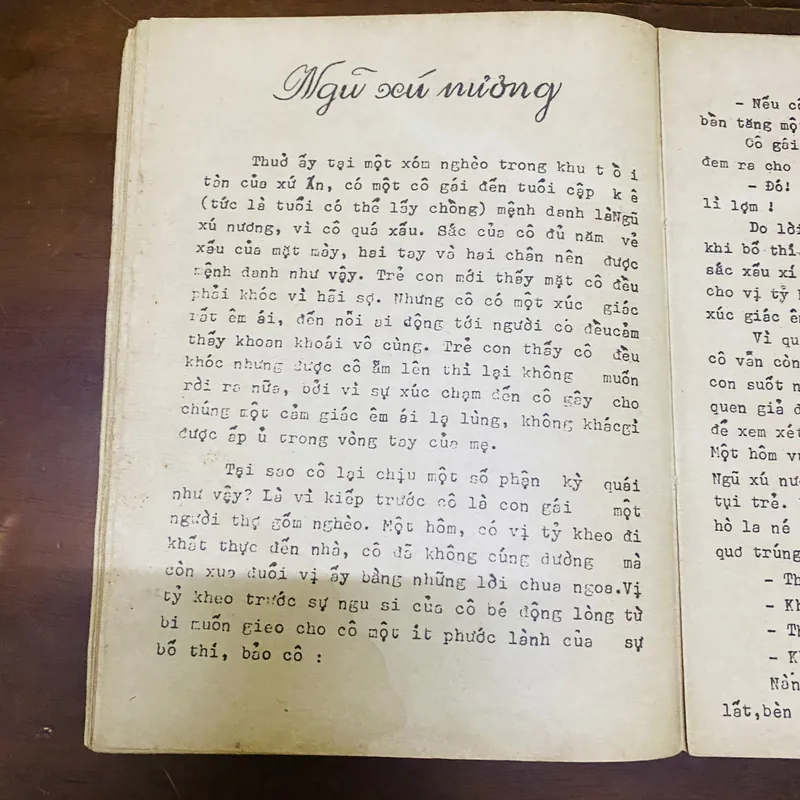 Ngũ xú nương
Thuở ấy tại một xóm nghèo trong khu tồi
tàn của xứ Ấn, có một cô gái đến tuổi cập kê
(tức là tuổi có thể lấy chồng) mệnh danh làNgũ
xú nương, vì cô quá xấu. Sắc của cô đủ năm vẻ
xấu của mặt mày, hai tay và hai chân nên được
mệnh danh như vậy. Trẻ con mới thấy mặt cô đều
phải khóc vì hãi sợ. Nhưng cô có một xúc giác
rất êm ái, đến nỗi ai động tới người cô đềucảm
thấy khoan khoái vô cùng. Trẻ con thấy cô đều
khóc nhưng được cô ẵm lên thì lại không muốn
rời ra nữa, bởi vì sự xúc chạm đến cô gây cho
chúng một cảm giác êm ái lạ lùng, không khácgì
được ấp ủ trong vòng tay của mẹ.
Tại sao cô lại chịu một số phận kỳ quái
như vậy? Là vì kiếp trước cô là con gái một
người thợ gốm nghèo. Một hôm, có vị tỷ kheo đi
khất thực đến nhà, cô đã không cúng dường mà
còn xua đuổi vị ấy bằng những lời chua ngoa.Vị
tỷ kheo trước sự ngu si của cô bé động lòng từ
bi muốn gieo cho cô một ít phước lành của sự
bố thí, bảo cô :
- Nếu cô
bần tăng một
Cô gái
đem ra cho
- Đó!
lì lợm !
Do lời
khi bố thí
sắc xấu xí
cho vị tỷ
xúc giác êm
Vì qu
cô vẫn còn
con suốt n
quen giả d
để xem xét
Một hôm vu
Ngũ xú nươ
tụi trẻ.
hò la né
quơ trúng
- Th
- Kh
- Th
- Kh
Nàn
lất,bèn